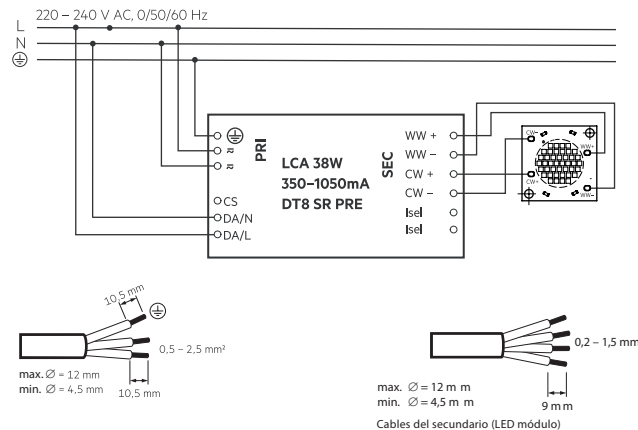 220 – 240 V AC, 0/50/60 Hz
L
N
PRI
LCA 38W
350–1050mA
DT8 SR PRE
SEC
CS
DA/N
DA/L
WW +
WW –
CW +
CW –
Isel
Isel
CW–
WW+
CW+
WW–
10,5 mm
0,5 – 2,5 mm²
max. ∅ = 12 mm
min. ∅ = 4,5 mm
10,5 mm
0,2 – 1,5 mm
max. ∅ = 12 m m
min. ∅ = 4,5 m m
9 m m
Cables del secundario (LED módulo)